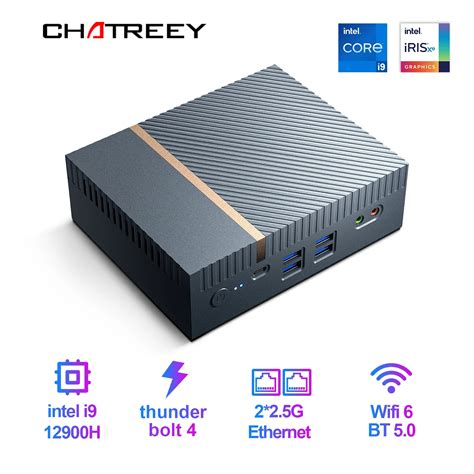 CHATREEY
intel
CORE
i9
intel
iRIS Xe
GRAPHICS
intel i9
12900H
thunder
bolt 4
2*2.5G
Ethernet
Wifi 6
BT 5.0